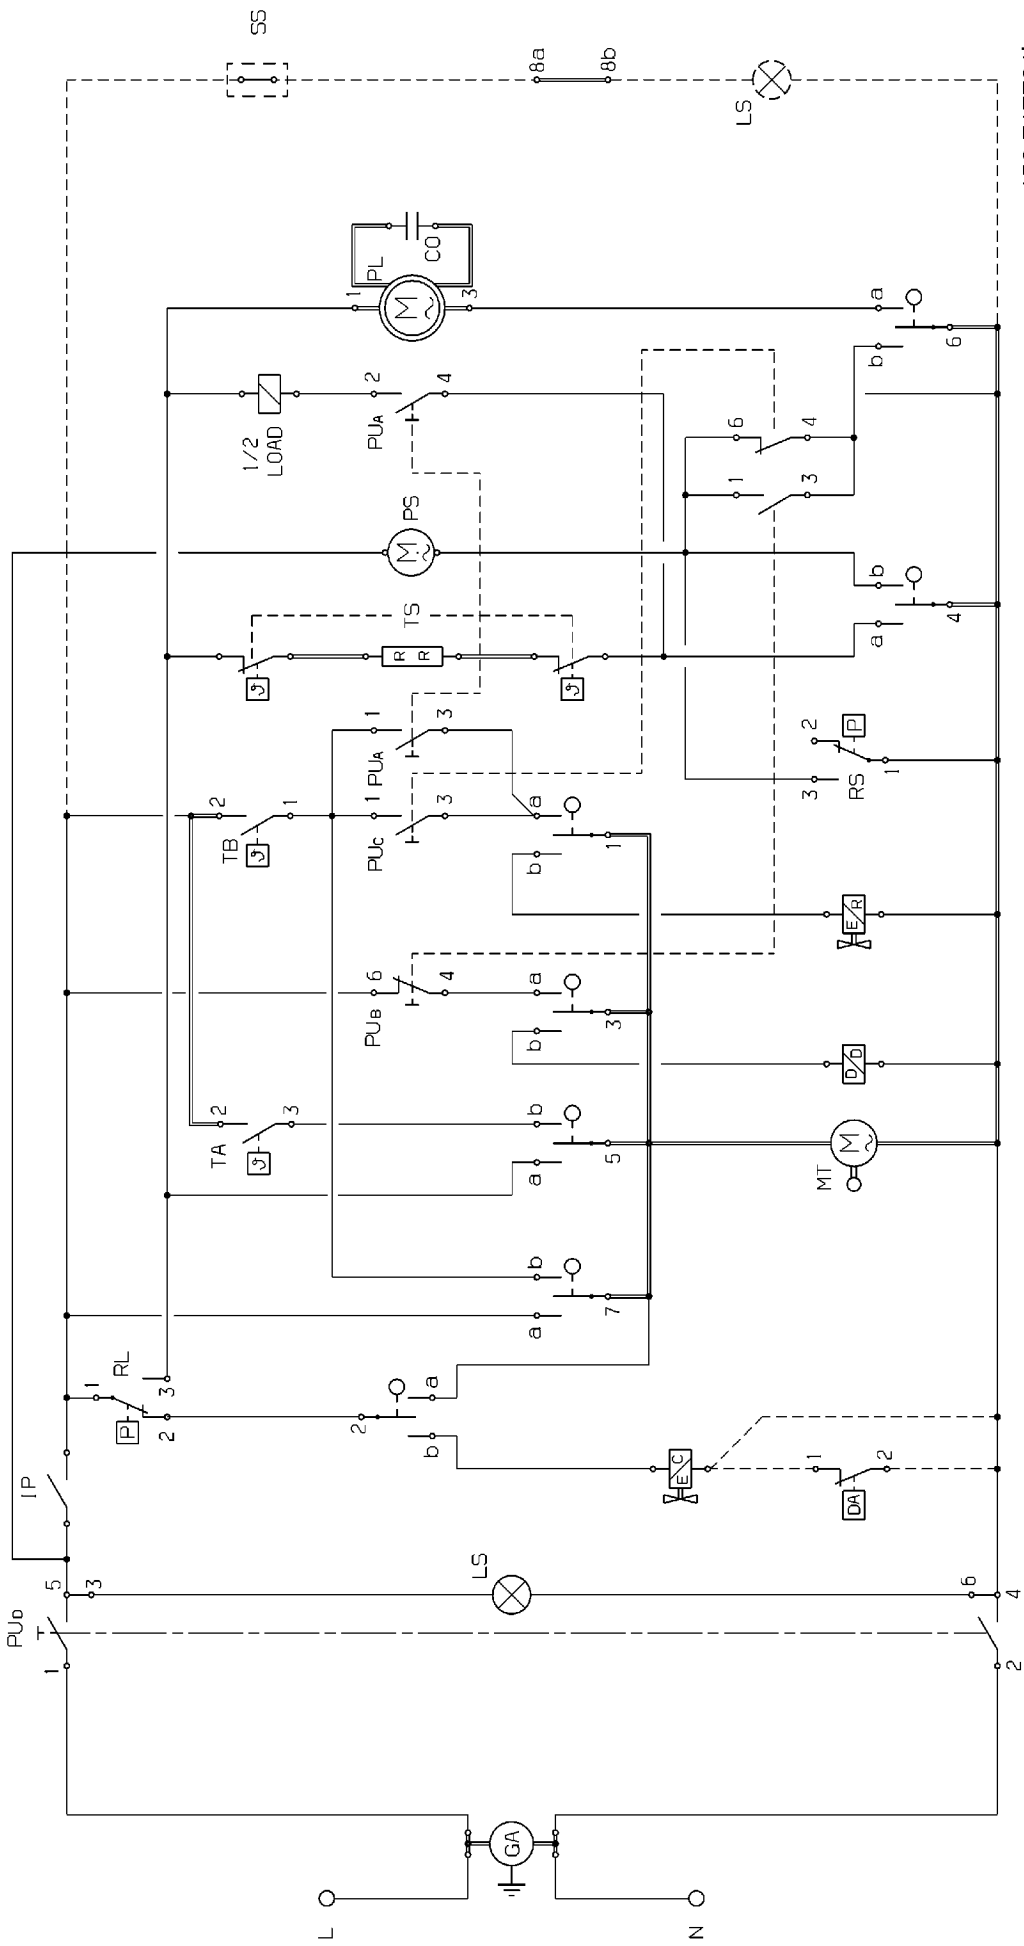 PUD
IP
SS
1
5
3
1
RL
P
2
3
TA
2
ϑ
3
TB
2
ϑ
1
ϑ
1/2
LOAD
L
2
PUB
6
4
PUC
1
3
PUA
1
3
R R
TS
PS
PUA
2
4
1
PL
M
3
CO
b
a
GA
LS
a
b
7
a
b
5
b
a
3
b
a
1
ϑ
8a
8b
N
E/C
LS
1
DA
2
MT
M
D/D
E/R
3
2
P
RS
1
a
b
4
1
3
6
4
b
a
6
6
2
4